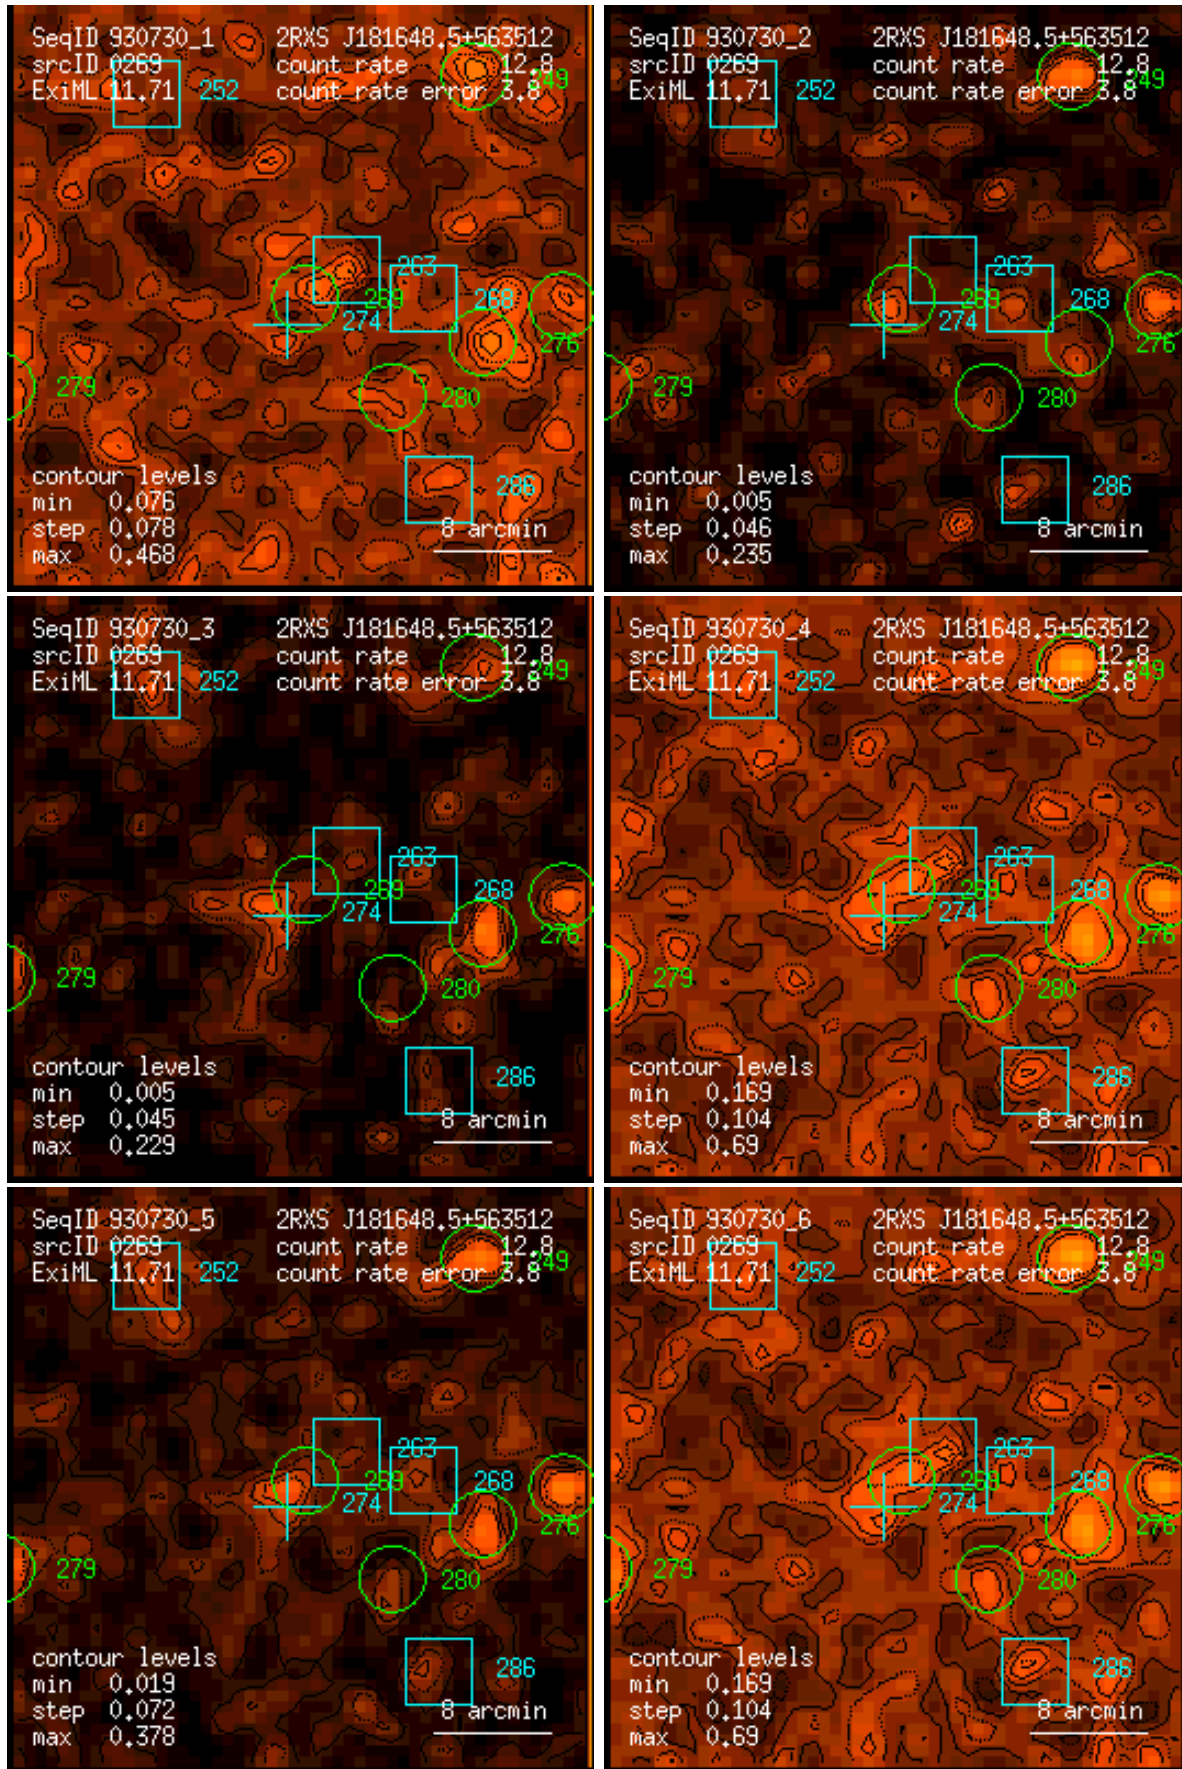 SeqID 930730_1 2RXS J181648.5+563512
srcID 0269 count rate 12.8
ExiML 11.71 252 count rate error 3.8 249
263
269 268
274 276
279 280
contour levels
min 0.076 286
step 0.078 8 arcmin
max 0.468
SeqID 930730_2 2RXS J181648.5+563512
srcID 0269 count rate 12.8
ExiML 11.71 252 count rate error 3.8 249
263
269 268
274 276
279 280
contour levels
min 0.005 286
step 0.046 8 arcmin
max 0.235
SeqID 930730_3 2RXS J181648.5+563512
srcID 0269 count rate 12.8
ExiML 11.71 252 count rate error 3.8 249
263
269 268
274 276
279 280
contour levels
min 0.005 286
step 0.045 8 arcmin
max 0.229
SeqID 930730_4 2RXS J181648.5+563512
srcID 0269 count rate 12.8
ExiML 11.71 252 count rate error 3.8 249
263
269 268
274 276
279 280
contour levels
min 0.169 286
step 0.104 8 arcmin
max 0.69
SeqID 930730_5 2RXS J181648.5+563512
srcID 0269 count rate 12.8
ExiML 11.71 252 count rate error 3.8 249
263
269 268
274 276
279 280
contour levels
min 0.019 286
step 0.072 8 arcmin
max 0.378
SeqID 930730_6 2RXS J181648.5+563512
srcID 0269 count rate 12.8
ExiML 11.71 252 count rate error 3.8 249
263
269 268
274 276
279 280
contour levels
min 0.169 286
step 0.104 8 arcmin
max 0.69